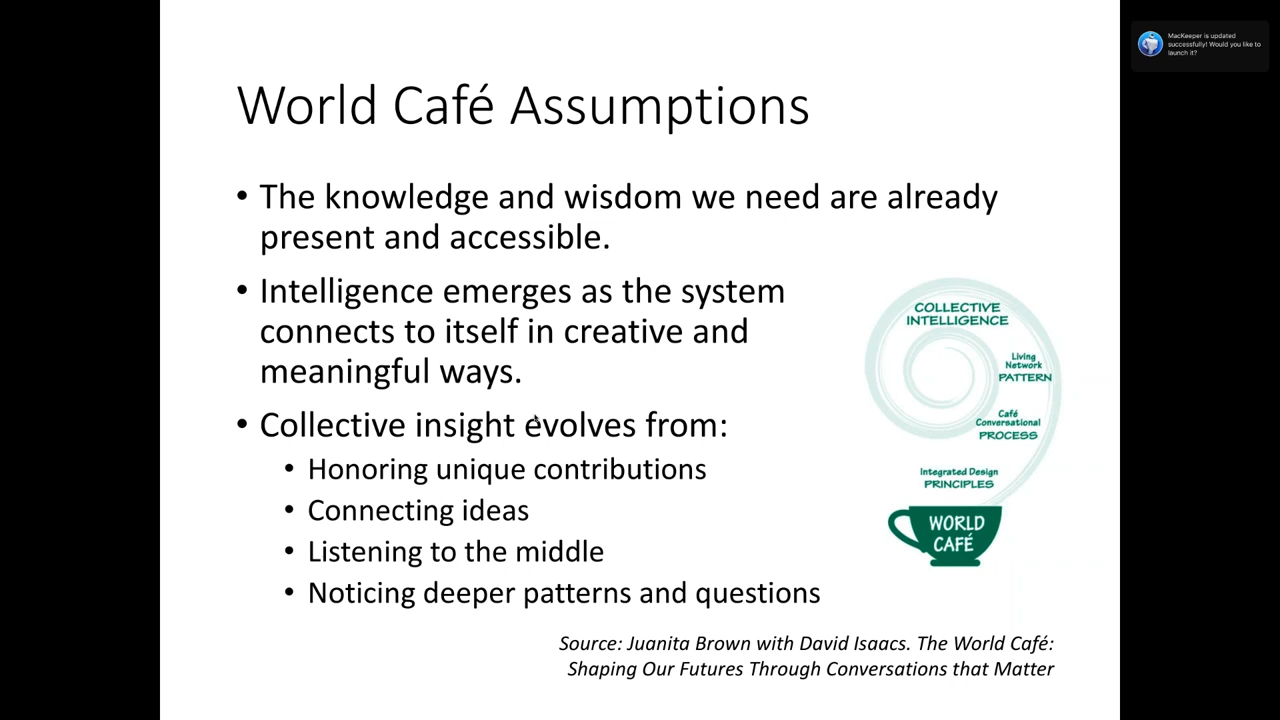 World Café Assumptions
• The knowledge and wisdom we need are already
present and accessible.
• Intelligence emerges as the system
connects to itself in creative and
meaningful ways.
• Collective insight evolves from:
• Honoring unique contributions
• Connecting ideas
• Listening to the middle
• Noticing deeper patterns and questions
COLLECTIVE
INTELLIGENCE
Living
Network
PATTERN
Café
Conversational
PROCESS
Integrated Design
PRINCIPLES
WORLD
CAFÉ
Source: Juanita Brown with David Isaacs. The World Café:
Shaping Our Futures Through Conversations that Matter
MacKeeper is updated
successfully! Would you like to
launch it?